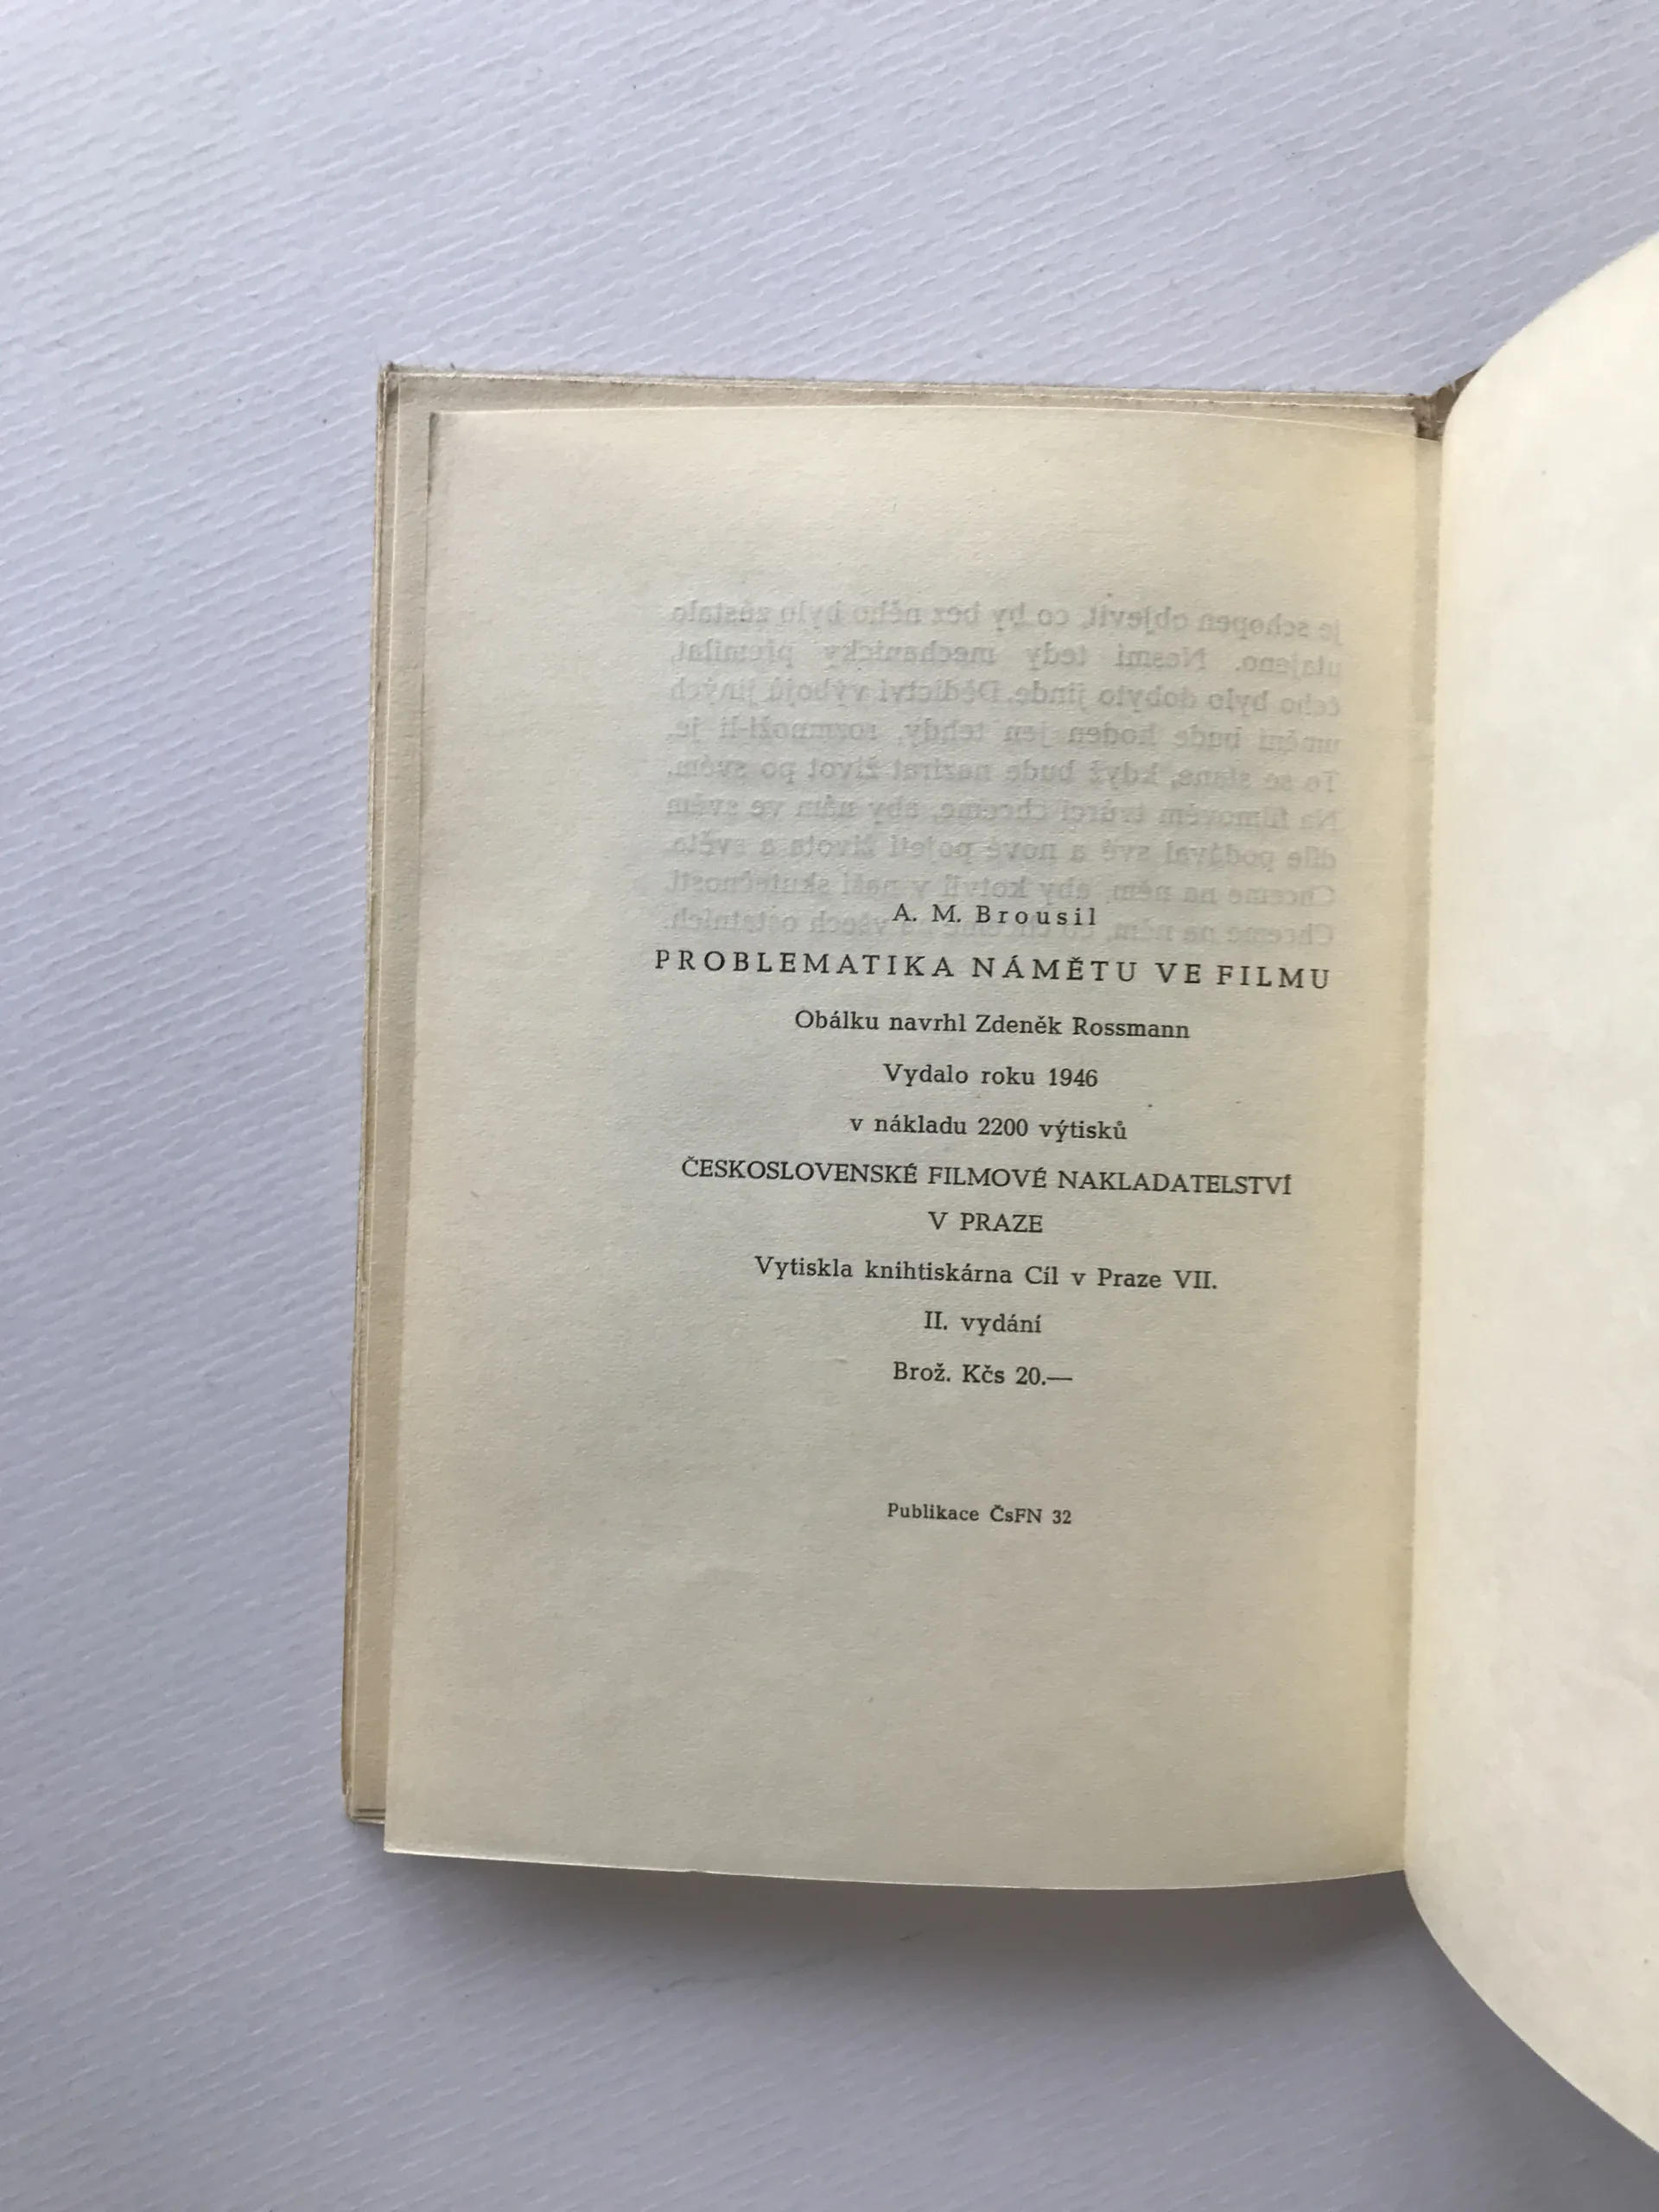 A. M. Brousil
PROBLEMATIKA NÁMĚTU VE FILMU
Obálku navrhl Zdeněk Rossmann
Vydalo roku 1946
v nákladu 2200 výtisků
ČESKOSLOVENSKÉ FILMOVÉ NAKLADATELSTVÍ
V PRAZE
Vytiskla knihtiskárna Cíl v Praze VII.
II. vydání
Brož. Kčs 20.—
Publikace ČsFN 32